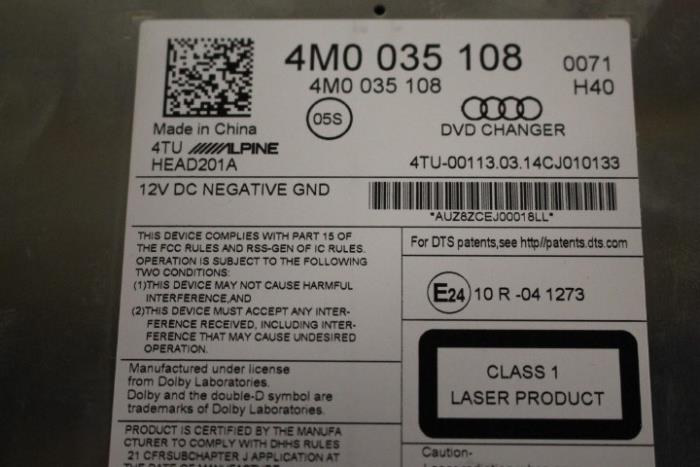 4M0 035 108 0071
4M0 035 108 H40
05S
Made in China
DVD CHANGER
4TU ALPINE
HEAD201A
4TU-00113.03.14CJ010133
12V DC NEGATIVE GND
*AUZ8ZCEJ00018LL*
THIS DEVICE COMPLIES WITH PART 15 OF
THE FCC RULES AND RSS-GEN OF IC RULES.
OPERATION IS SUBJECT TO THE FOLLOWING
TWO CONDITIONS:
(1)THIS DEVICE MAY NOT CAUSE HARMFUL
INTERFERENCE,AND
(2)THIS DEVICE MUST ACCEPT ANY INTER-
FERENCE RECEIVED, INCLUDING INTER-
FERENCE THAT MAY CAUSE UNDESIRED
OPERATION.
For DTS patents,see http//patents.dts.com
E24 10 R -04 1273
Manufactured under license
from Dolby Laboratories.
Dolby and the double-D symbol are
trademarks of Dolby Laboratories.
CLASS 1
LASER PRODUCT
PRODUCT IS CERTIFIED BY THE MANUFA
CTURER TO COMPLY WITH DHHS RULES
21 CFRSUBCHAPTER J APPLICATION AT
THE DATE OF MANUFACTURE
Caution-